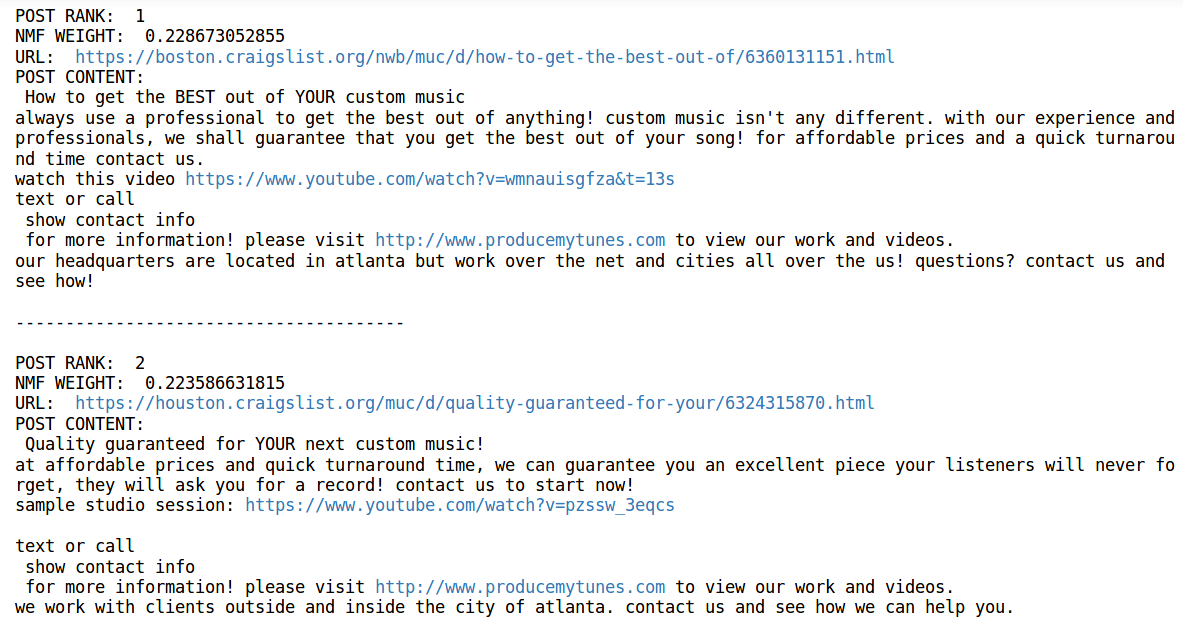 POST RANK:  1
NMF WEIGHT:  0.228673052855
URL:  https://boston.craigslist.org/nwb/muc/d/how-to-get-the-best-out-of/6360131151.html
POST CONTENT:
 How to get the BEST out of YOUR custom music
always use a professional to get the best out of anything! custom music isn't any different. with our experience and
professionals, we shall guarantee that you get the best out of your song! for affordable prices and a quick turnarou
nd time contact us.
watch this video https://www.youtube.com/watch?v=wmnauisgfza&t=13s
text or call
 show contact info
 for more information! please visit http://www.producemytunes.com to view our work and videos.
our headquarters are located in atlanta but work over the net and cities all over the us! questions? contact us and
see how!
---------------------------------------
POST RANK:  2
NMF WEIGHT:  0.223586631815
URL:  https://houston.craigslist.org/muc/d/quality-guaranteed-for-your/6324315870.html
POST CONTENT:
 Quality guaranteed for YOUR next custom music!
at affordable prices and quick turnaround time, we can guarantee you an excellent piece your listeners will never fo
rget, they will ask you for a record! contact us to start now!
sample studio session: https://www.youtube.com/watch?v=pzssw_3eqcs
text or call
 show contact info
 for more information! please visit http://www.producemytunes.com to view our work and videos.
we work with clients outside and inside the city of atlanta. contact us and see how we can help you.